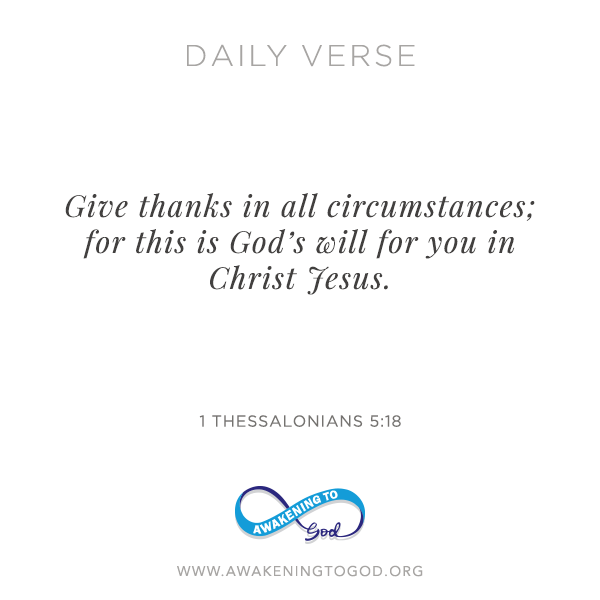 DAILY VERSE
Give thanks in all circumstances;
for this is God’s will for you in
Christ Jesus.
1 THESSALONIANS 5:18
AWAKENING TO
God
WWW.AWAKENINGTOGOD.ORG